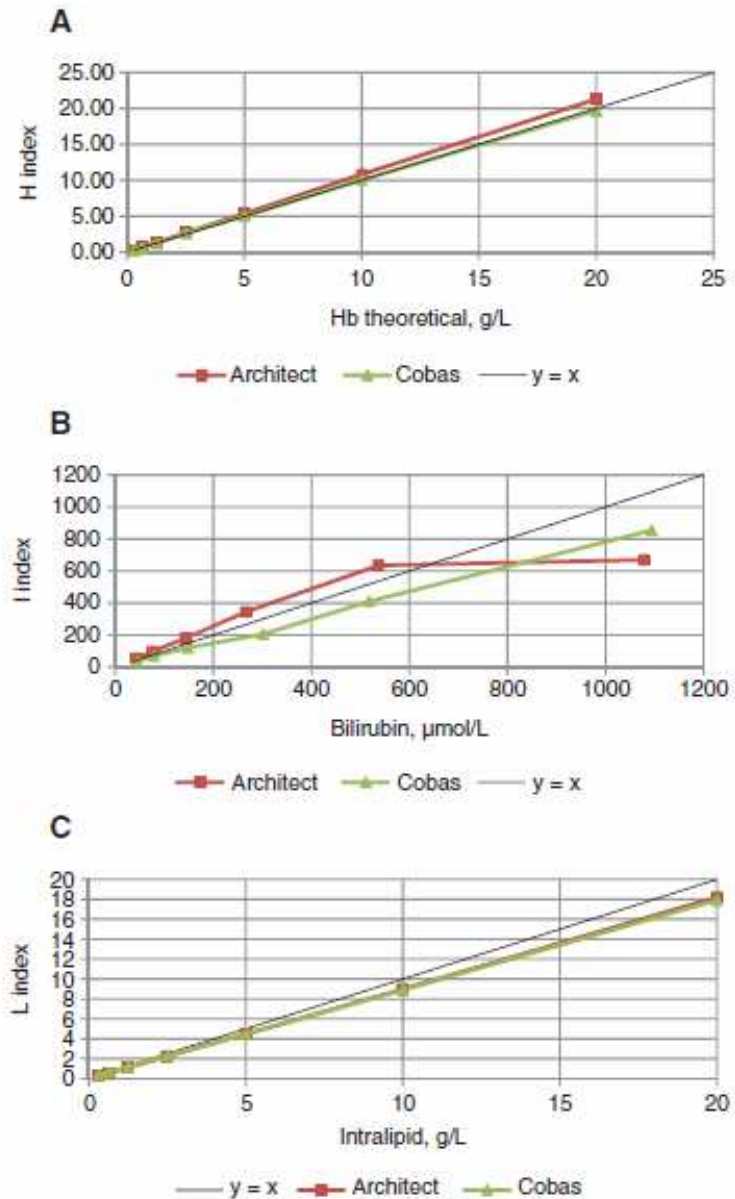 A
25.00
20.00
15.00
10.00
5.00
0.00
H index
0 5 10 15 20 25
Hb theoretical, g/L
Architect Cobas y = x
B
1200
1000
800
600
400
200
0
I index
0 200 400 600 800 1000 1200
Bilirubin, µmol/L
Architect Cobas y = x
C
20
18
16
14
12
10
8
6
4
2
0
L index
0 5 10 15 20
Intralipid, g/L
y = x Architect Cobas